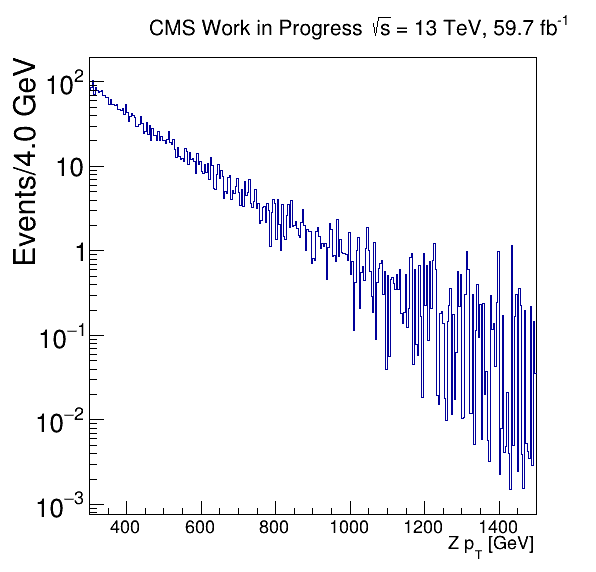 CMS Work in Progress √s = 13 TeV, 59.7 fb⁻¹
Events/4.0 GeV
10²
10
1
10⁻¹
10⁻²
10⁻³
400 600 800 1000 1200 1400
Z p_T [GeV]